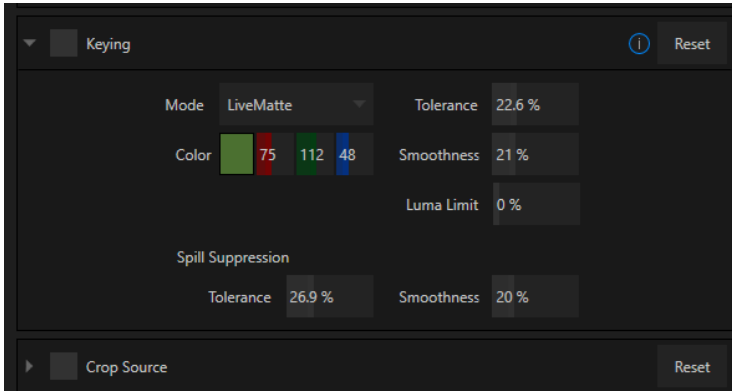 Keying Reset
Mode LiveMatte Tolerance 22.6 %
Color 75 112 48 Smoothness 21 %
Luma Limit 0 %
Spill Suppression
Tolerance 26.9 % Smoothness 20 %
Crop Source Reset